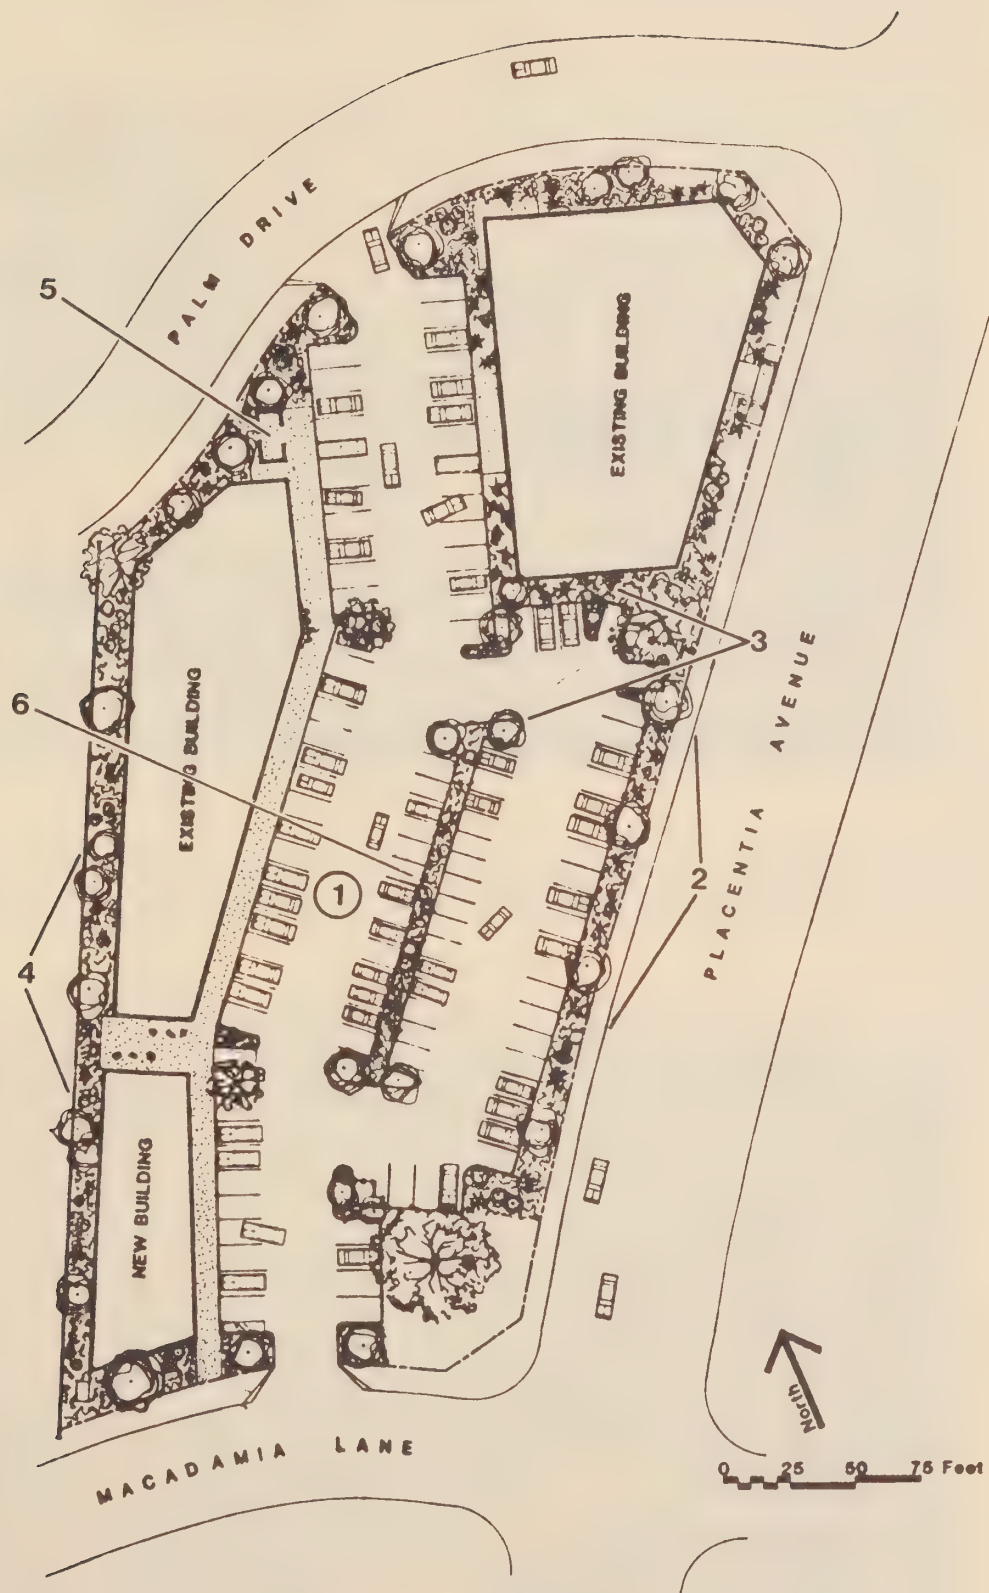 PALM DRIVE
5
EXISTING BUILDING
3
6
EXISTING BUILDING
PLACENTIA AVENUE
1
2
4
NEW BUILDING
North
0 25 50 75 Feet
MACADAMIA LANE